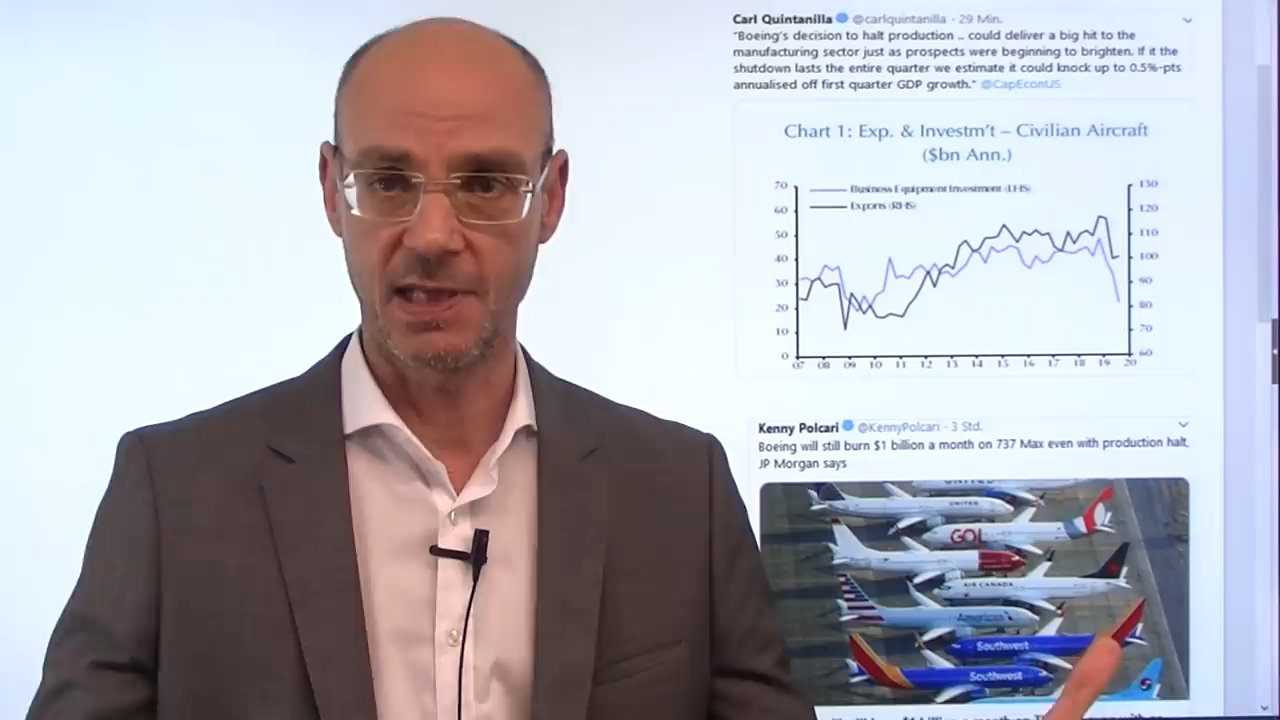 Carl Quintanilla @carlquintanilla · 29 Min.
"Boeing's decision to halt production .. could deliver a big hit to the
manufacturing sector just as prospects were beginning to brighten. If it the
shutdown lasts the entire quarter we estimate it could knock up to 0.5%-pts
annualised off first quarter GDP growth." @CapEconUS
Chart 1: Exp. & Investm't – Civilian Aircraft
($bn Ann.)
Business Equipment Investment (LHS)
Exports (RHS)
70
60
50
40
30
20
10
0
130
120
110
100
90
80
70
60
07 08 09 10 11 12 13 14 15 16 17 18 19 20
Kenny Polcari @KennyPolcari · 3 Std.
Boeing will still burn $1 billion a month on 737 Max even with production halt,
JP Morgan says
UNITED
UNITED
GOL
AIR CANADA
American
Southwest
Southwest